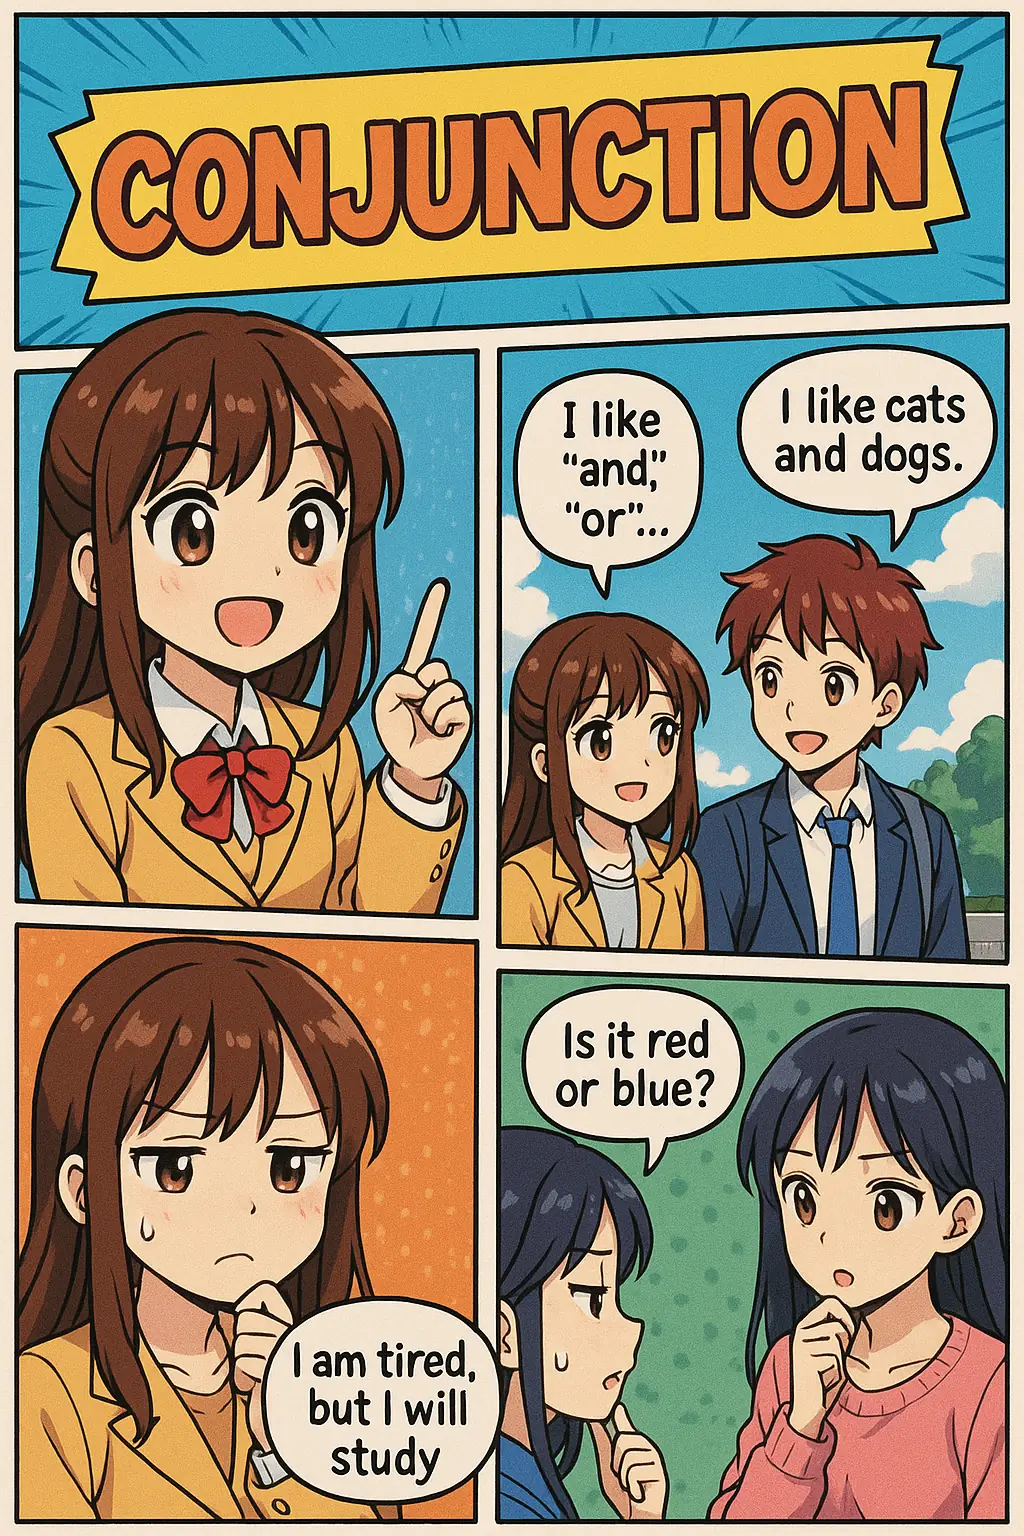 CONJUNCTION
I like
“and,”
“or”...
I like cats
and dogs.
I am tired,
but I will
study
Is it red
or blue?